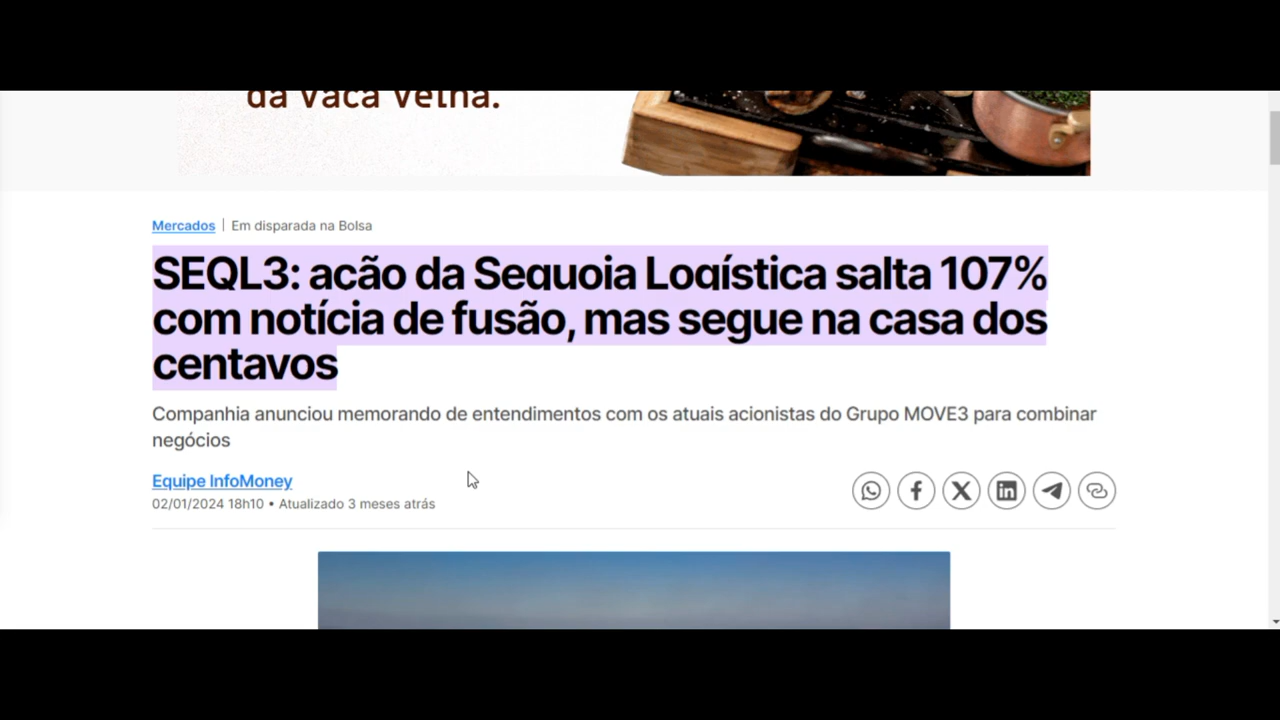 da Vaca Velha.
Mercados | Em disparada na Bolsa
SEQL3: ação da Sequoia Logística salta 107%
com notícia de fusão, mas segue na casa dos
centavos
Companhia anunciou memorando de entendimentos com os atuais acionistas do Grupo MOVE3 para combinar
negócios
Equipe InfoMoney
02/01/2024 18h10 • Atualizado 3 meses atrás